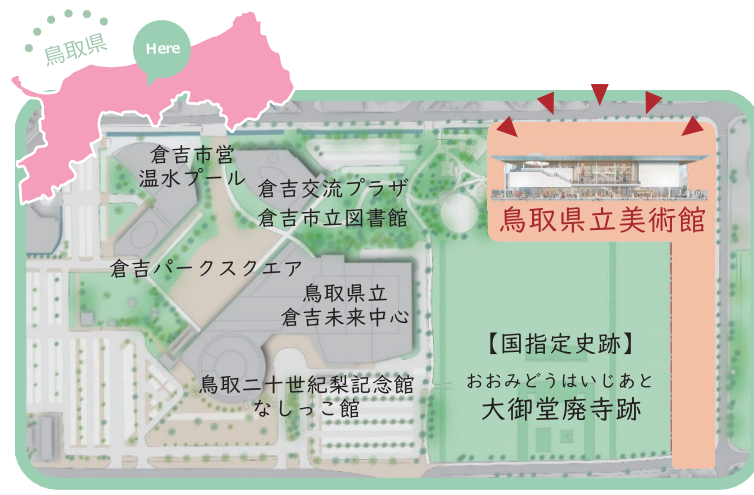 鳥取県
Here
倉吉市営
温水プール
倉吉交流プラザ
倉吉市立図書館
鳥取県立美術館
倉吉パークスクエア
鳥取県立
倉吉未来中心
【国指定史跡】
おおみどうはいじあと
大御堂廃寺跡
鳥取二十世紀梨記念館
なしっこ館